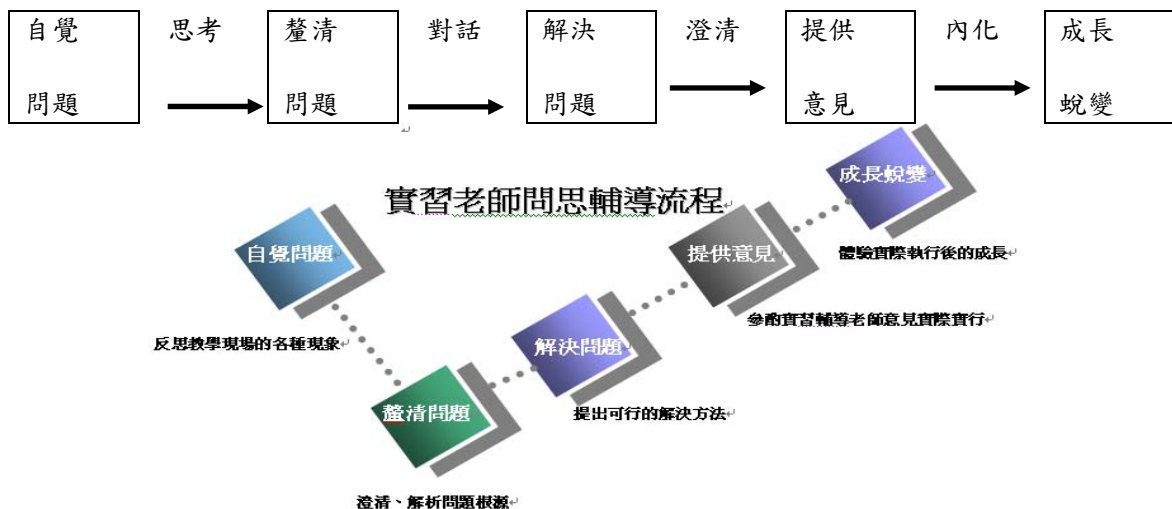 自覺 思考 釐清 對話 解決 澄清 提供 內化 成長
問題 問題 問題 意見 蛻變
實習老師問思輔導流程
成長蛻變
體驗實際執行後的成長
提供意見
參酌實習輔導老師意見實際實行
自覺問題
反思教學現場的各種現象
解決問題
提出可行的解決方法
釐清問題
澄清、解析問題根源